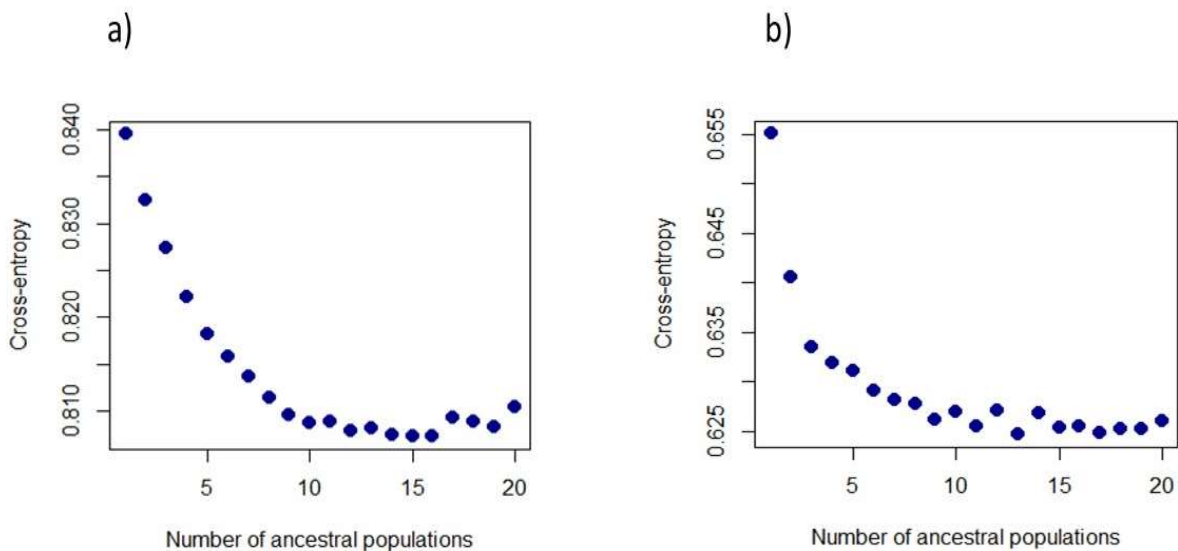 a)
0.840
0.830
0.820
0.810
Cross-entropy
5 10 15 20
Number of ancestral populations
b)
0.655
0.645
0.635
0.625
Cross-entropy
5 10 15 20
Number of ancestral populations